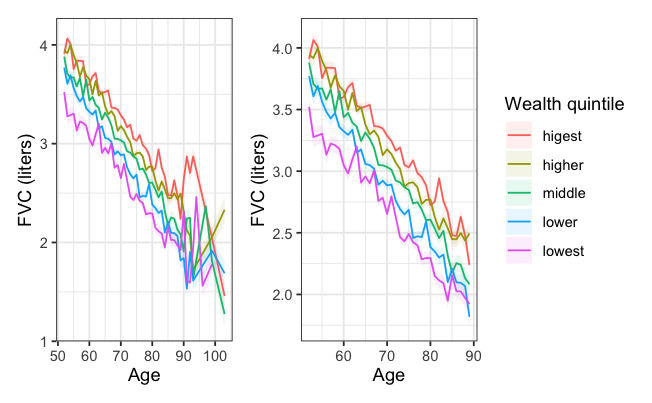 FVC (liters)
4
3
2
1
50 60 70 80 90 100
Age
FVC (liters)
4.0
3.5
3.0
2.5
2.0
60 70 80 90
Age
Wealth quintile
higest
higher
middle
lower
lowest